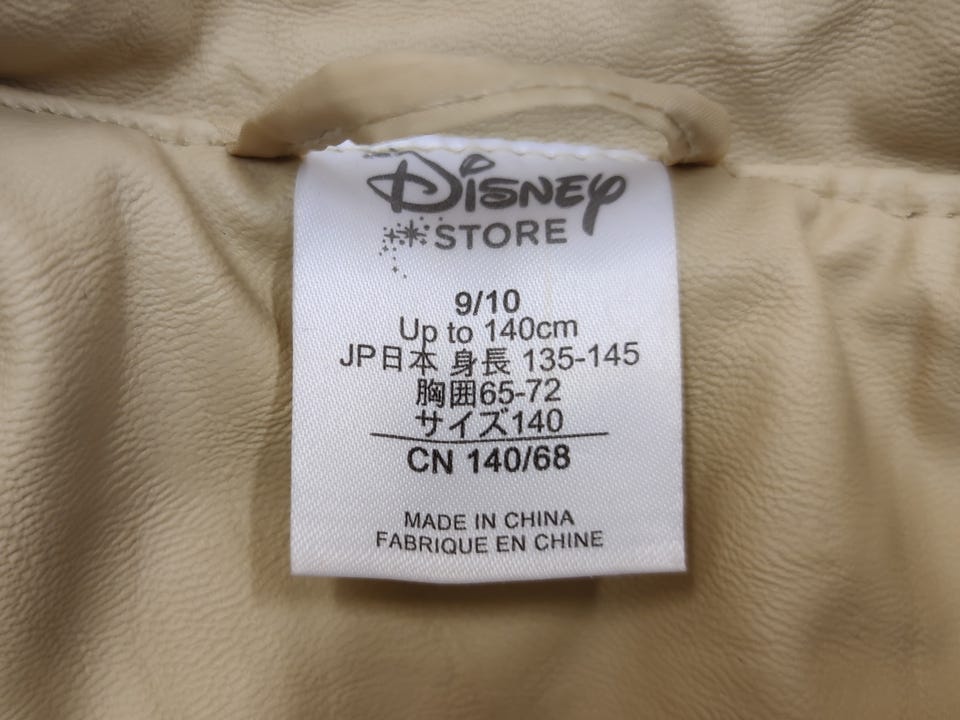 Disney
STORE
9/10
Up to 140cm
JP日本 身長 135-145
胸囲65-72
サイズ140
CN 140/68
MADE IN CHINA
FABRIQUE EN CHINE